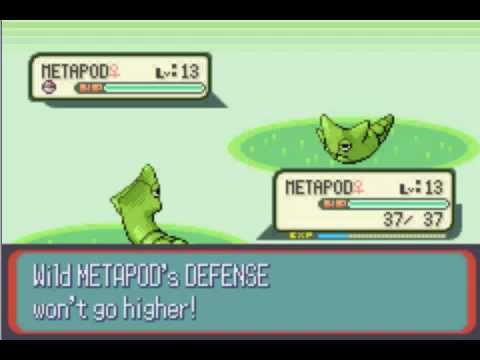 METAPOD♀ Lv:13
HP
METAPOD♀ Lv:13
HP
37/ 37
EXP
Wild METAPOD's DEFENSE
won't go higher!